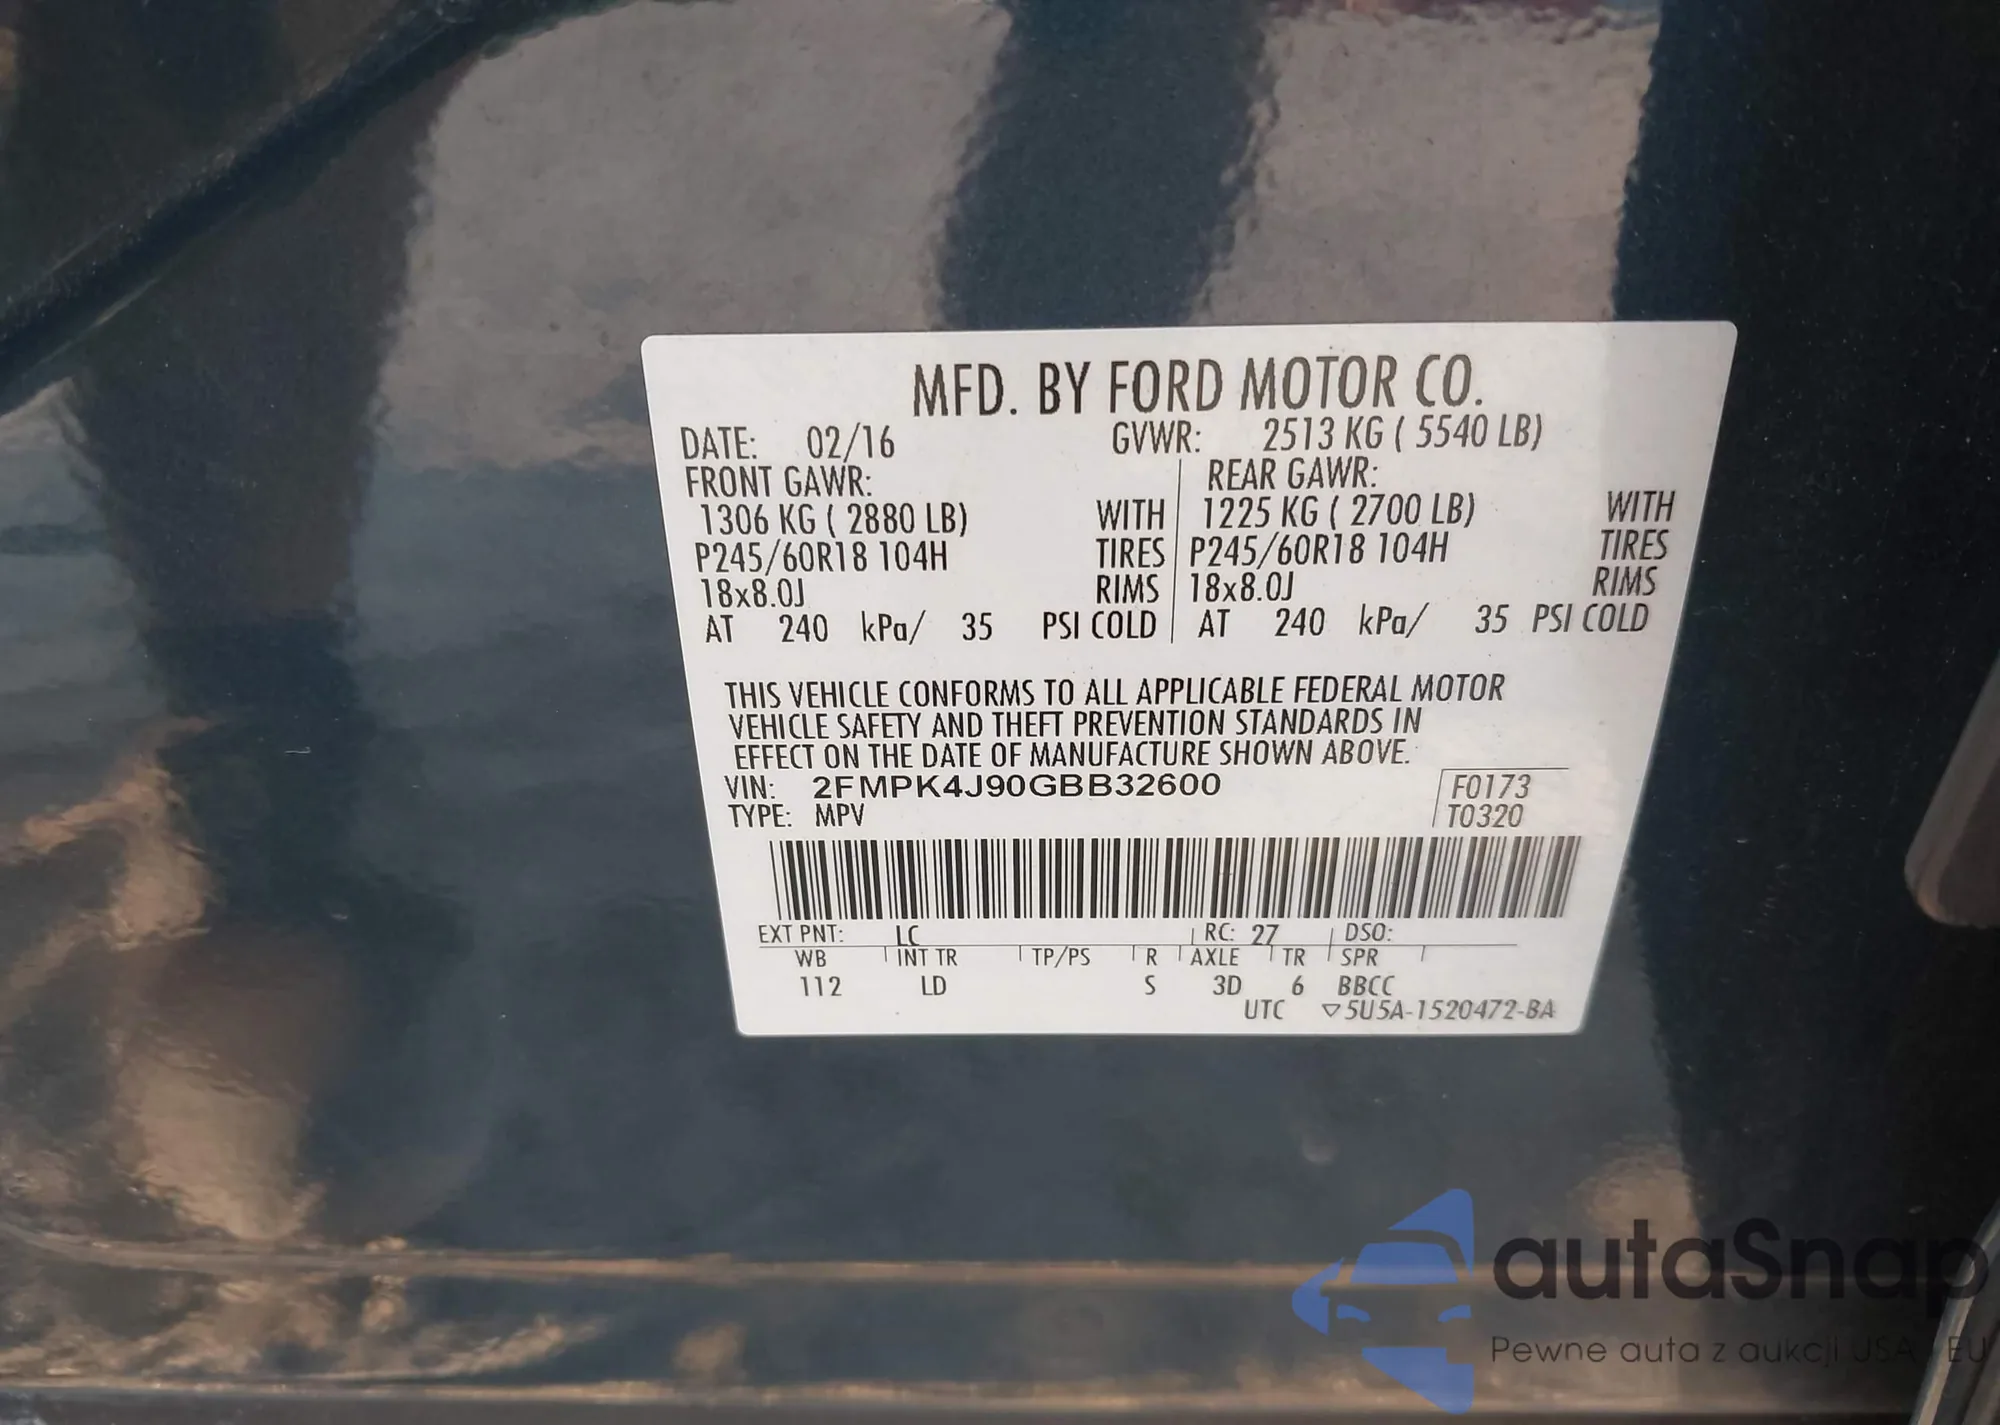 MFD. BY FORD MOTOR CO.
DATE: 02/16 GVWR: 2513 KG ( 5540 LB)
FRONT GAWR: REAR GAWR:
1306 KG ( 2880 LB) WITH 1225 KG ( 2700 LB) WITH
P245/60R18 104H TIRES P245/60R18 104H TIRES
18x8.0J RIMS 18x8.0J RIMS
AT 240 kPa/ 35 PSI COLD AT 240 kPa/ 35 PSI COLD
THIS VEHICLE CONFORMS TO ALL APPLICABLE FEDERAL MOTOR
VEHICLE SAFETY AND THEFT PREVENTION STANDARDS IN
EFFECT ON THE DATE OF MANUFACTURE SHOWN ABOVE.
VIN: 2FMPK4J90GBB32600 F0173
TYPE: MPV T0320
EXT PNT: LC RC: 27 DSO:
WB INT TR TP/PS R AXLE TR SPR
112 LD S 3D 6 BBCC
UTC ▽5U5A-1520472-BA
autaSnap
Pewne auta z aukcji USA i EU